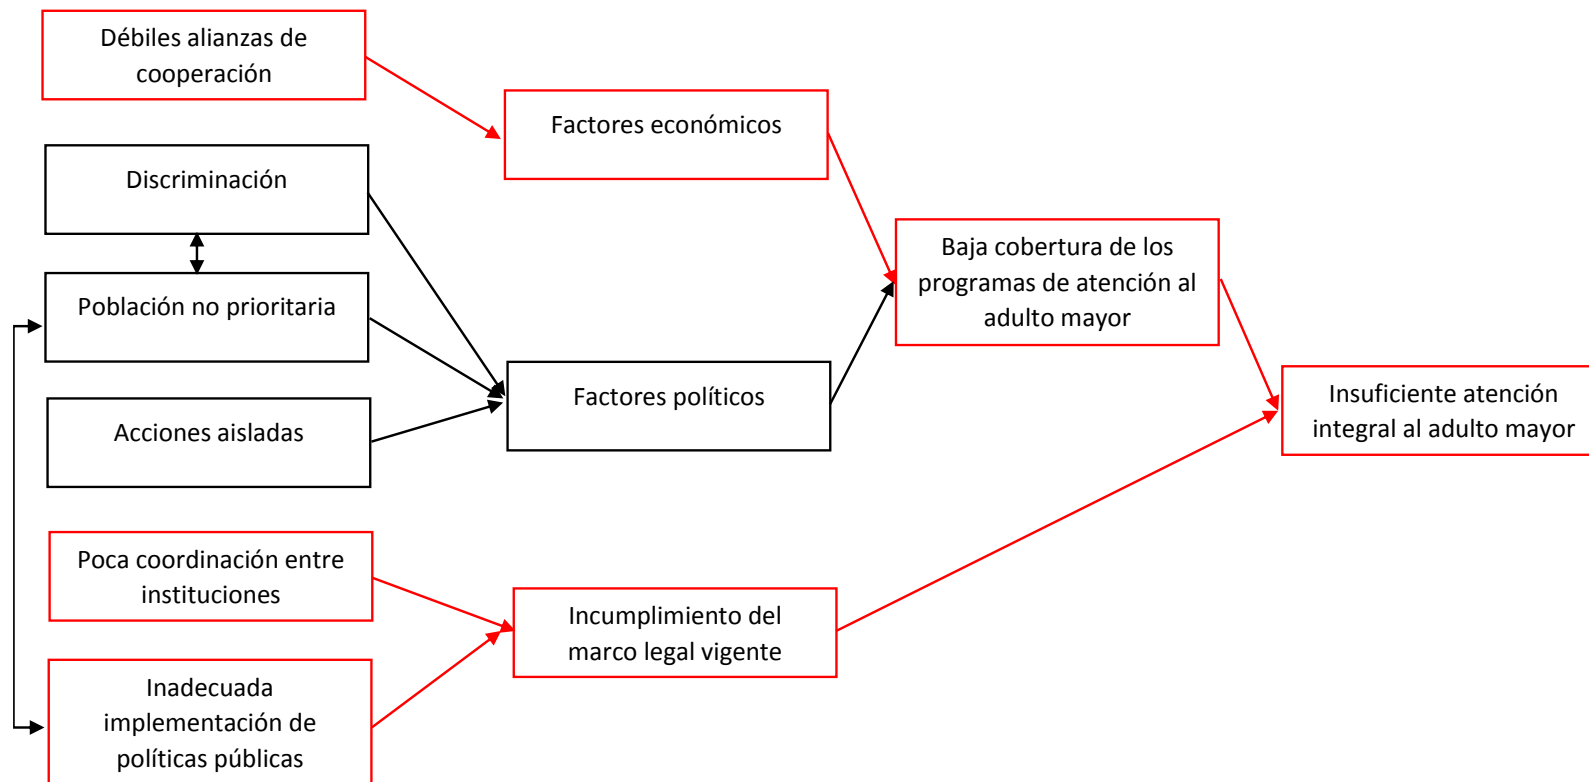 Débiles alianzas de
cooperación
Factores económicos
Discriminación
Baja cobertura de los
programas de atención al
adulto mayor
Población no prioritaria
Factores políticos
Insuficiente atención
integral al adulto mayor
Acciones aisladas
Poca coordinación entre
instituciones
Incumplimiento del
marco legal vigente
Inadecuada
implementación de
políticas públicas